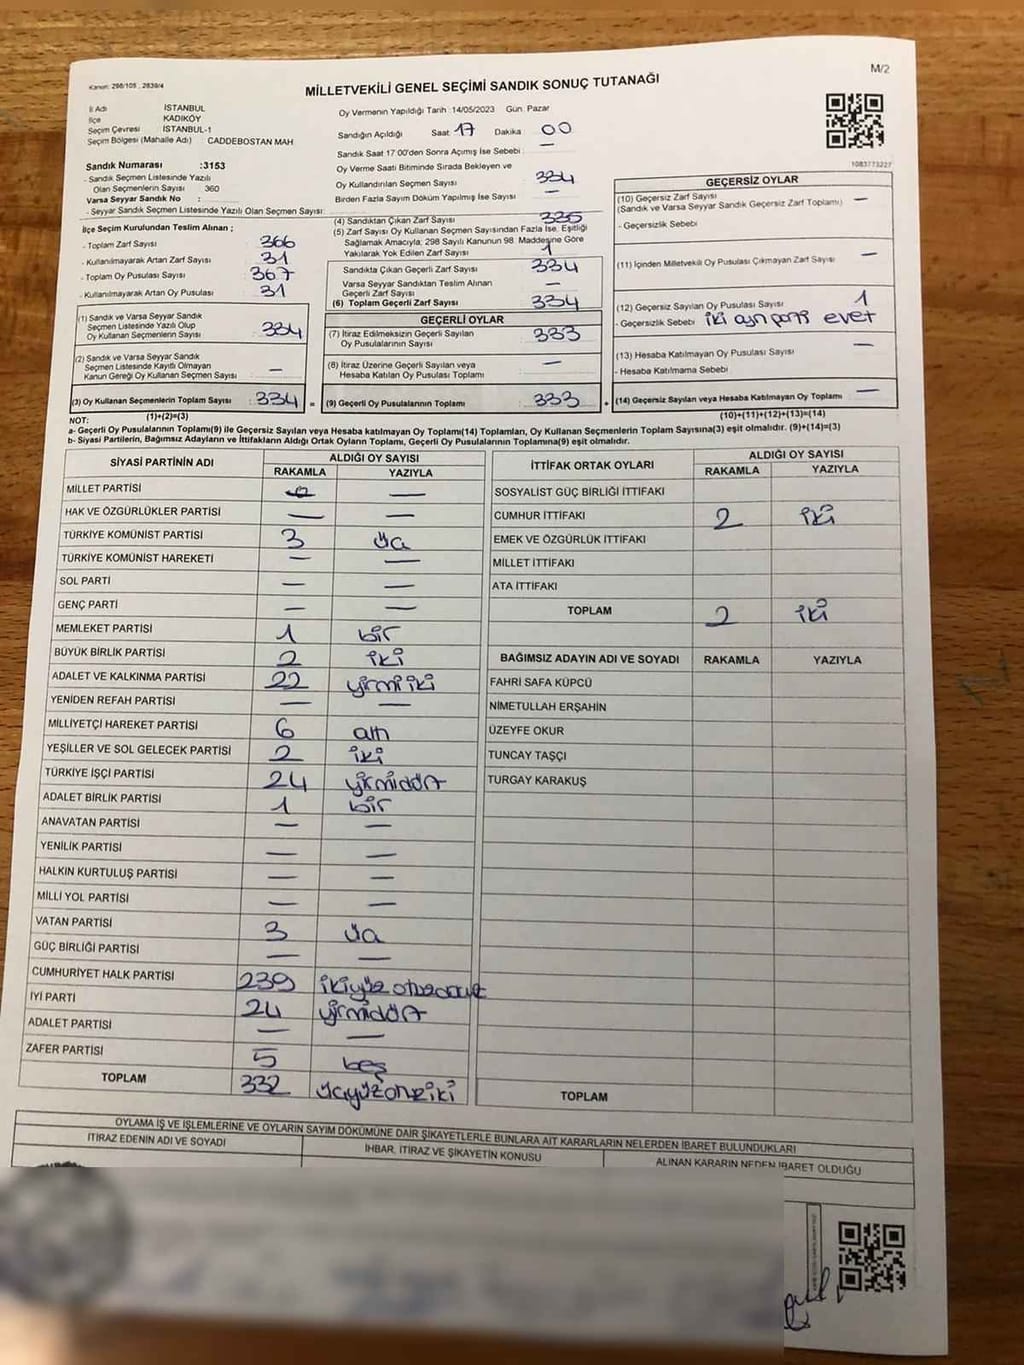 Kanun: 298/105 , 2839/4
MİLLETVEKİLİ GENEL SEÇİMİ SANDIK SONUÇ TUTANAĞI
M/2
İl Adı İSTANBUL
İlçe KADIKÖY
Seçim Çevresi İSTANBUL-1
Seçim Bölgesi (Mahalle Adı) CADDEBOSTAN MAH
Sandık Numarası :3153
- Sandık Seçmen Listesinde Yazılı
Olan Seçmenlerin Sayısı 360
Varsa Seyyar Sandık No :
- Seyyar Sandık Seçmen Listesinde Yazılı Olan Seçmen Sayısı:
İlçe Seçim Kurulundan Teslim Alınan ;
- Toplam Zarf Sayısı 366
- Kullanılmayarak Artan Zarf Sayısı 31
- Toplam Oy Pusulası Sayısı 367
- Kullanılmayarak Artan Oy Pusulası 31
(1) Sandık ve Varsa Seyyar Sandık
Seçmen Listesinde Yazılı Olup
Oy Kullanan Seçmenlerin Sayısı 334
(2) Sandık ve Varsa Seyyar Sandık
Seçmen Listesinde Kayıtlı Olmayan
Kanun Gereği Oy Kullanan Seçmen Sayısı —
(3) Oy Kullanan Seçmenlerin Toplam Sayısı 334 =
(1)+(2)=(3)
Oy Vermenin Yapıldığı Tarih : 14/05/2023 Gün: Pazar
Sandığın Açıldığı Saat 17 Dakika 00
Sandık Saat 17:00'den Sonra Açımış İse Sebebi : —
Oy Verme Saati Bitiminde Sırada Bekleyen ve
Oy Kullandırılan Seçmen Sayısı 334
Birden Fazla Sayım Döküm Yapılmış İse Sayısı —
(4) Sandıktan Çıkan Zarf Sayısı 335
(5) Zarf Sayısı Oy Kullanan Seçmen Sayısından Fazla İse, Eşitliği
Sağlamak Amacıyla; 298 Sayılı Kanunun 98. Maddesine Göre
Yakılarak Yok Edilen Zarf Sayısı 1
Sandıkta Çıkan Geçerli Zarf Sayısı 334
Varsa Seyyar Sandıktan Teslim Alınan
Geçerli Zarf Sayısı —
(6) Toplam Geçerli Zarf Sayısı 334
GEÇERLİ OYLAR
(7) İtiraz Edilmeksizin Geçerli Sayılan
Oy Pusulalarının Sayısı 333
(8) İtiraz Üzerine Geçerli Sayılan veya
Hesaba Katılan Oy Pusulası Toplamı —
(9) Geçerli Oy Pusulalarının Toplamı 333 +
1083773227
GEÇERSİZ OYLAR
(10) Geçersiz Zarf Sayısı —
(Sandık ve Varsa Seyyar Sandık Geçersiz Zarf Toplamı)
- Geçersizlik Sebebi
(11) İçinden Milletvekili Oy Pusulası Çıkmayan Zarf Sayısı —
(12) Geçersiz Sayılan Oy Pusulası Sayısı 1
- Geçersizlik Sebebi iki ayrı parti evet
(13) Hesaba Katılmayan Oy Pusulası Sayısı —
- Hesaba Katılmama Sebebi
(14) Geçersiz Sayılan veya Hesaba Katılmayan Oy Toplamı —
(10)+(11)+(12)+(13)=(14)
NOT:
a- Geçerli Oy Pusulalarının Toplamı(9) ile Geçersiz Sayılan veya Hesaba katılmayan Oy Toplamı(14) Toplamları, Oy Kullanan Seçmenlerin Toplam Sayısına(3) eşit olmalıdır. (9)+(14)=(3)
b- Siyasi Partilerin, Bağımsız Adayların ve İttifakların Aldığı Ortak Oyların Toplamı, Geçerli Oy Pusulalarının Toplamına(9) eşit olmalıdır.
SİYASİ PARTİNİN ADI ALDIĞI OY SAYISI
RAKAMLA YAZIYLA
MİLLET PARTİSİ —
HAK VE ÖZGÜRLÜKLER PARTİSİ — —
TÜRKİYE KOMÜNİST PARTİSİ 3 üç
TÜRKİYE KOMÜNİST HAREKETİ — —
SOL PARTİ — —
GENÇ PARTİ — —
MEMLEKET PARTİSİ 1 bir
BÜYÜK BİRLİK PARTİSİ 2 iki
ADALET VE KALKINMA PARTİSİ 22 yirmi iki
YENİDEN REFAH PARTİSİ — —
MİLLİYETÇİ HAREKET PARTİSİ 6 altı
YEŞİLLER VE SOL GELECEK PARTİSİ 2 iki
TÜRKİYE İŞÇİ PARTİSİ 24 yirmidört
ADALET BİRLİK PARTİSİ 1 bir
ANAVATAN PARTİSİ — —
YENİLİK PARTİSİ — —
HALKIN KURTULUŞ PARTİSİ — —
MİLLİ YOL PARTİSİ — —
VATAN PARTİSİ 3 üç
GÜÇ BİRLİĞİ PARTİSİ — —
CUMHURİYET HALK PARTİSİ 239 ikiyüz otuzdokuz
İYİ PARTİ 24 yirmidört
ADALET PARTİSİ — —
ZAFER PARTİSİ 5 beş
TOPLAM 332 üçyüzotuziki
İTTİFAK ORTAK OYLARI ALDIĞI OY SAYISI
RAKAMLA YAZIYLA
SOSYALİST GÜÇ BİRLİĞİ İTTİFAKI
CUMHUR İTTİFAKI 2 iki
EMEK VE ÖZGÜRLÜK İTTİFAKI
MİLLET İTTİFAKI
ATA İTTİFAKI
TOPLAM 2 iki
BAĞIMSIZ ADAYIN ADI VE SOYADI RAKAMLA YAZIYLA
FAHRİ SAFA KÜPCÜ
NİMETULLAH ERŞAHİN
ÜZEYFE OKUR
TUNCAY TAŞÇI
TURGAY KARAKUŞ
TOPLAM
OYLAMA İŞ VE İŞLEMLERİNE VE OYLARIN SAYIM DÖKÜMÜNE DAİR ŞİKAYETLERLE BUNLARA AİT KARARLARIN NELERDEN İBARET BULUNDUKLARI
İTİRAZ EDENİN ADI VE SOYADI İHBAR, İTİRAZ VE ŞİKAYETİN KONUSU ALINAN KARARIN NEDEN İBARET OLDUĞU